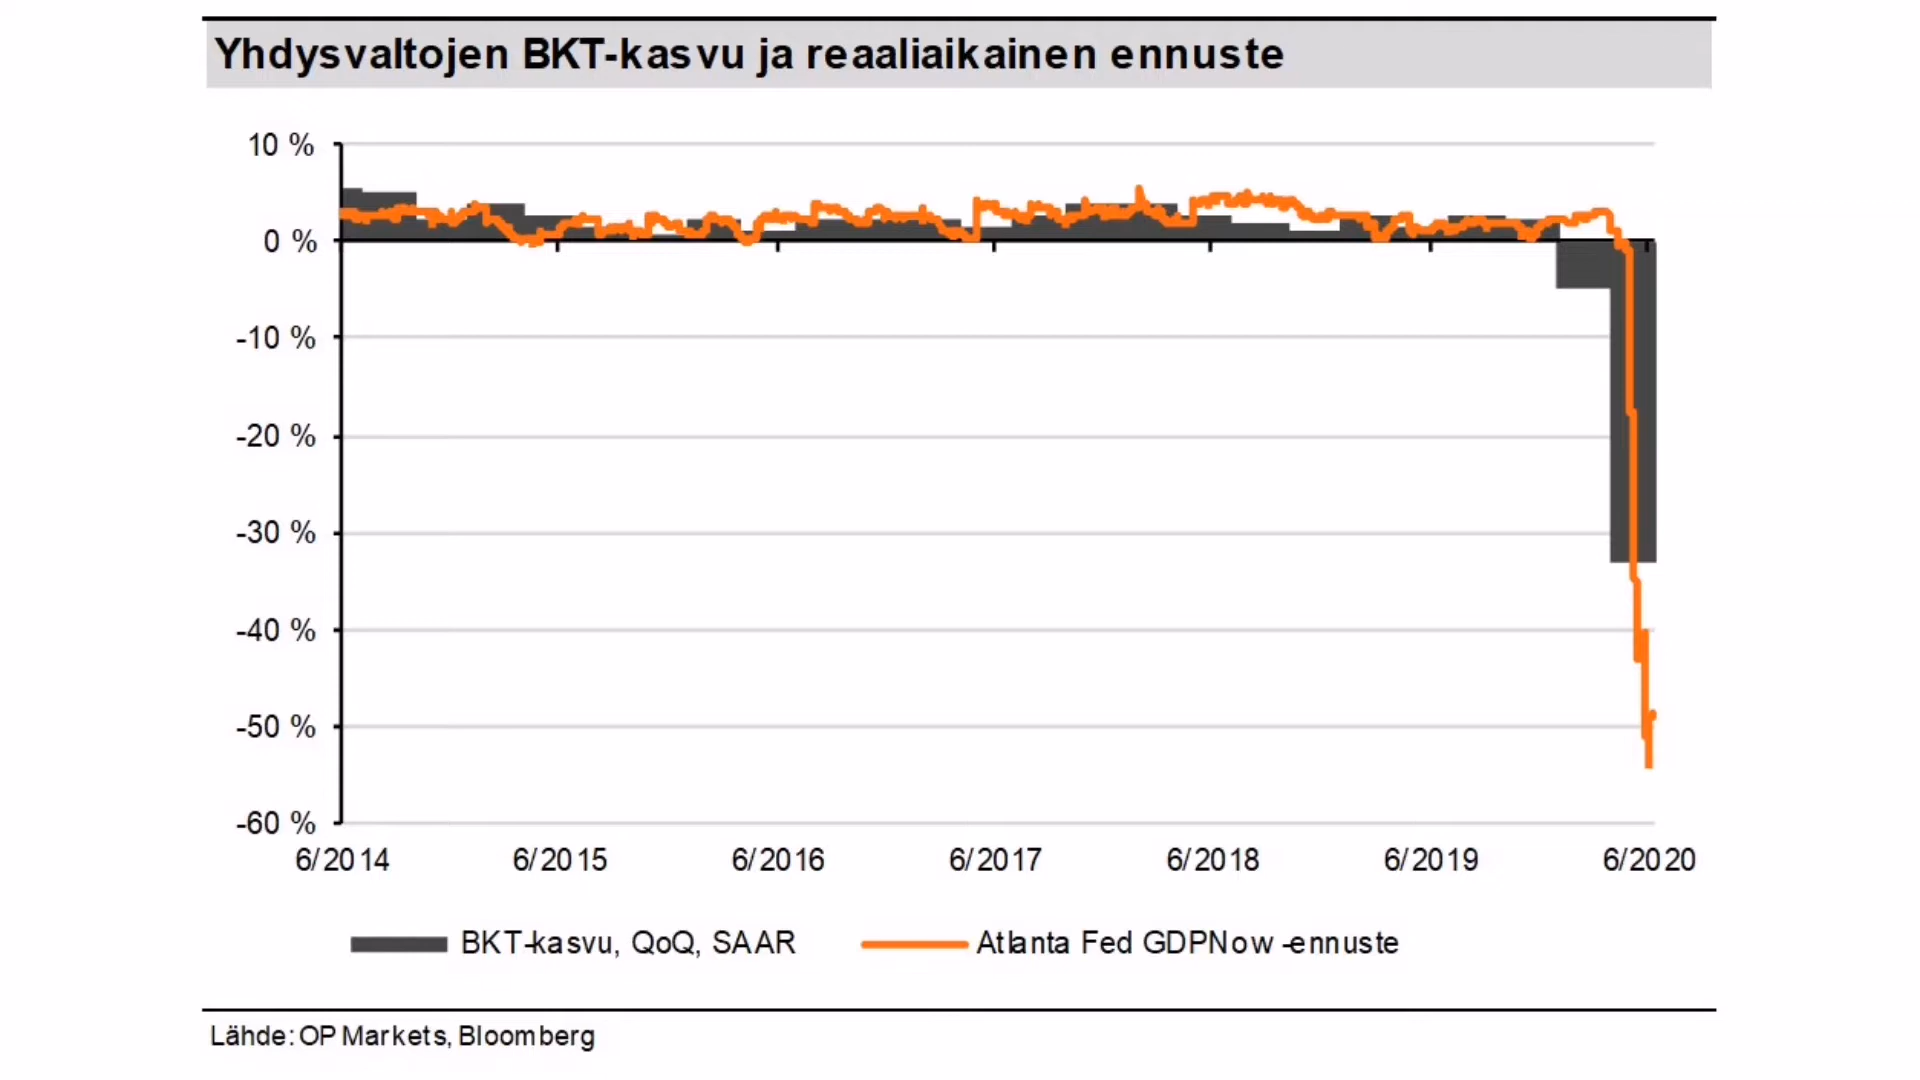 Yhdysvaltojen BKT-kasvu ja reaaliaikainen ennuste
10 %
0 %
-10 %
-20 %
-30 %
-40 %
-50 %
-60 %
6/2014 6/2015 6/2016 6/2017 6/2018 6/2019 6/2020
BKT-kasvu, QoQ, SAAR Atlanta Fed GDPNow -ennuste
Lähde: OP Markets, Bloomberg